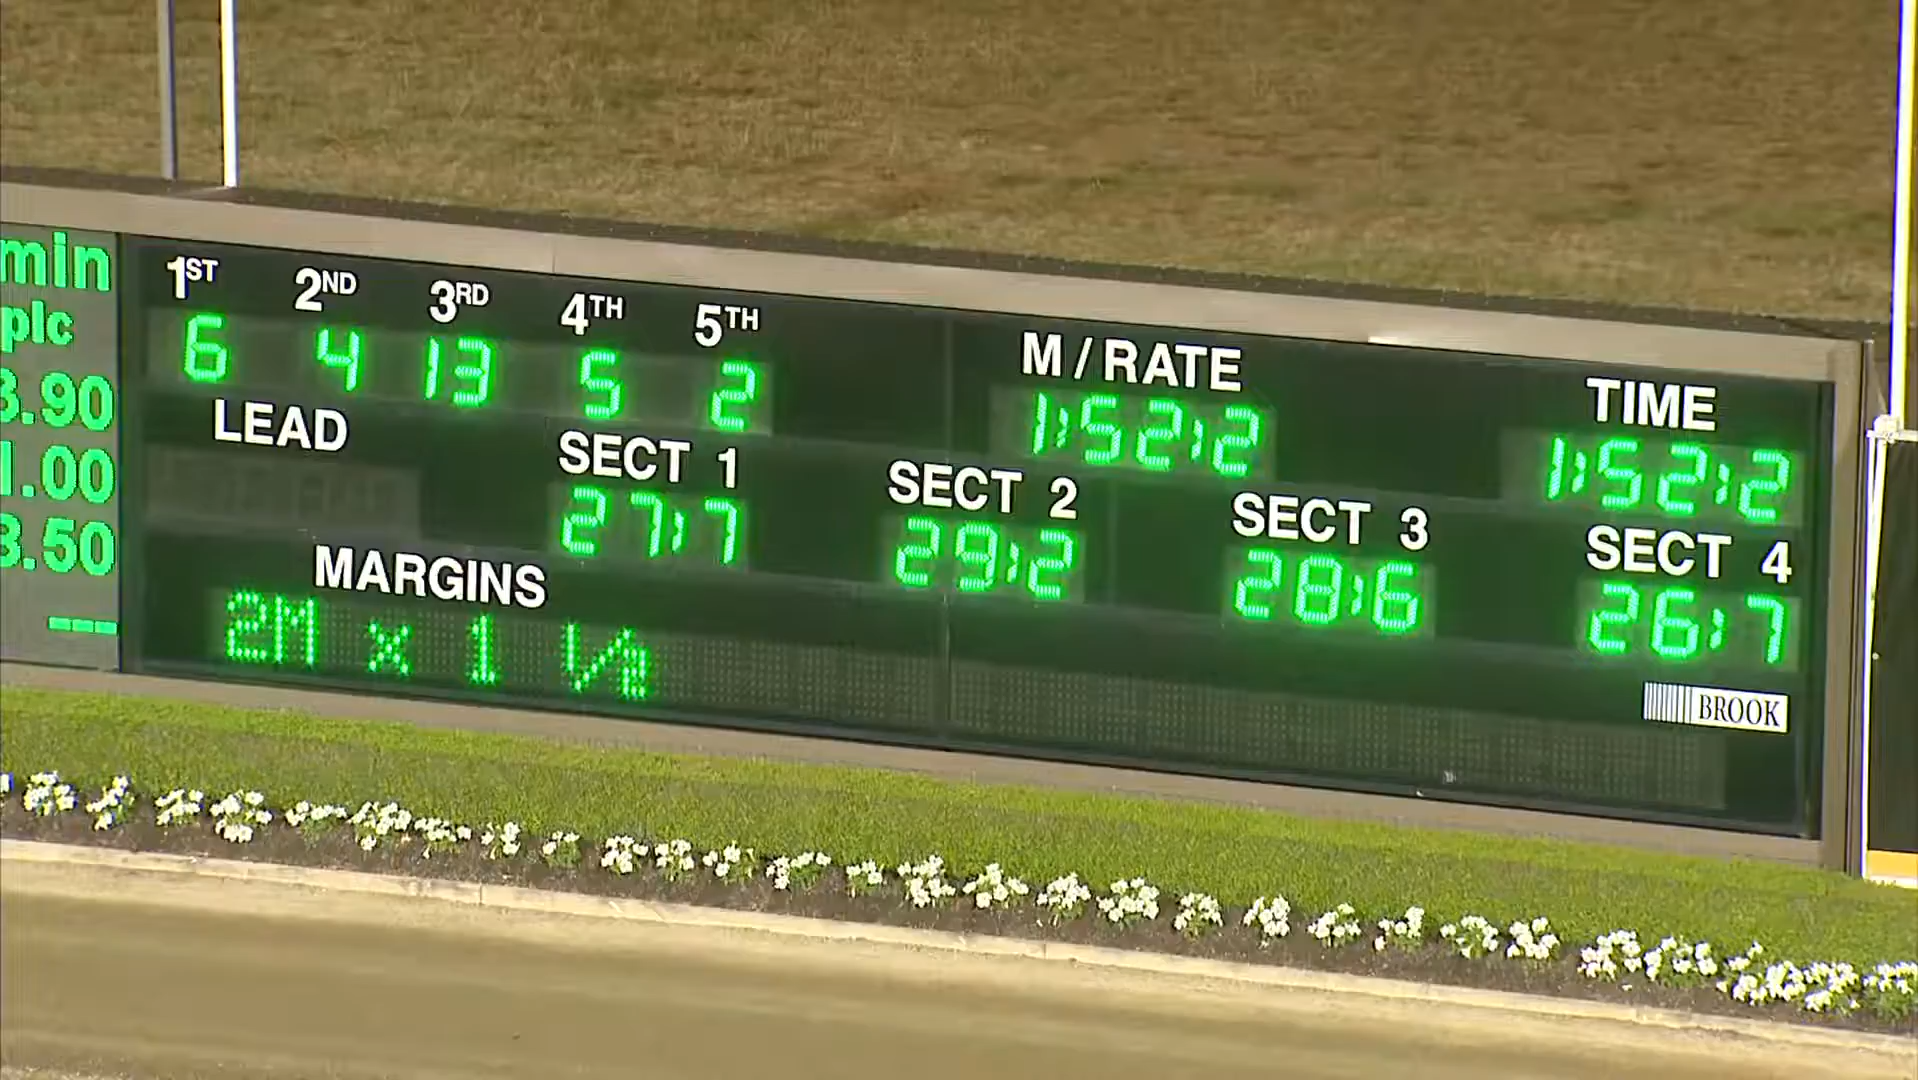 min
plc
3.90
1.00
3.50
---
1ST 2ND 3RD 4TH 5TH
6 4 13 5 2
M / RATE
1:52:2
TIME
1:52:2
LEAD
SECT 1
27:7
SECT 2
29:2
SECT 3
28:6
SECT 4
26:7
MARGINS
2M x 1 1/2
BROOK